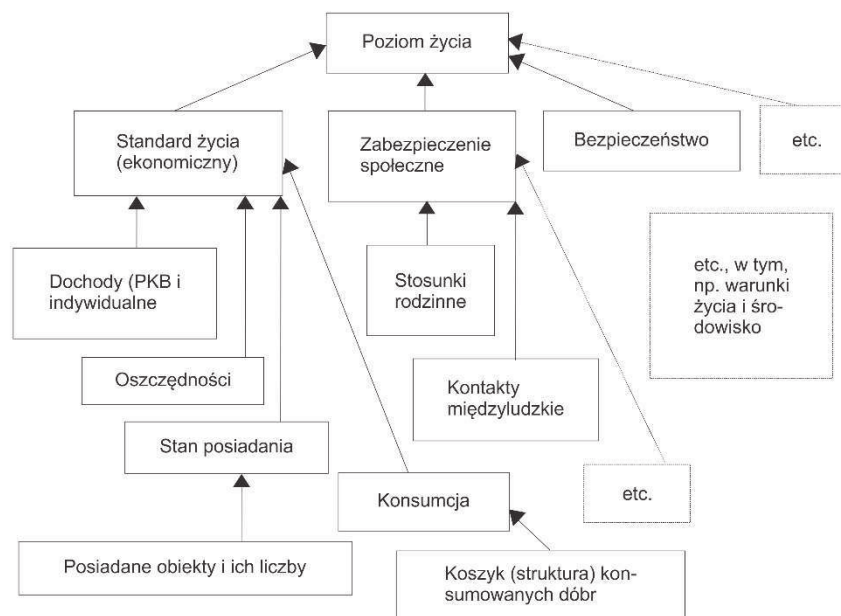 Poziom życia
Standard życia
(ekonomiczny)
Zabezpieczenie
społeczne
Bezpieczeństwo
etc.
Dochody (PKB i
indywidualne
Stosunki
rodzinne
etc., w tym,
np. warunki
życia i śro-
dowisko
Oszczędności
Kontakty
międzyludzkie
Stan posiadania
Konsumcja
etc.
Posiadane obiekty i ich liczby
Koszyk (struktura) kon-
sumowanych dóbr